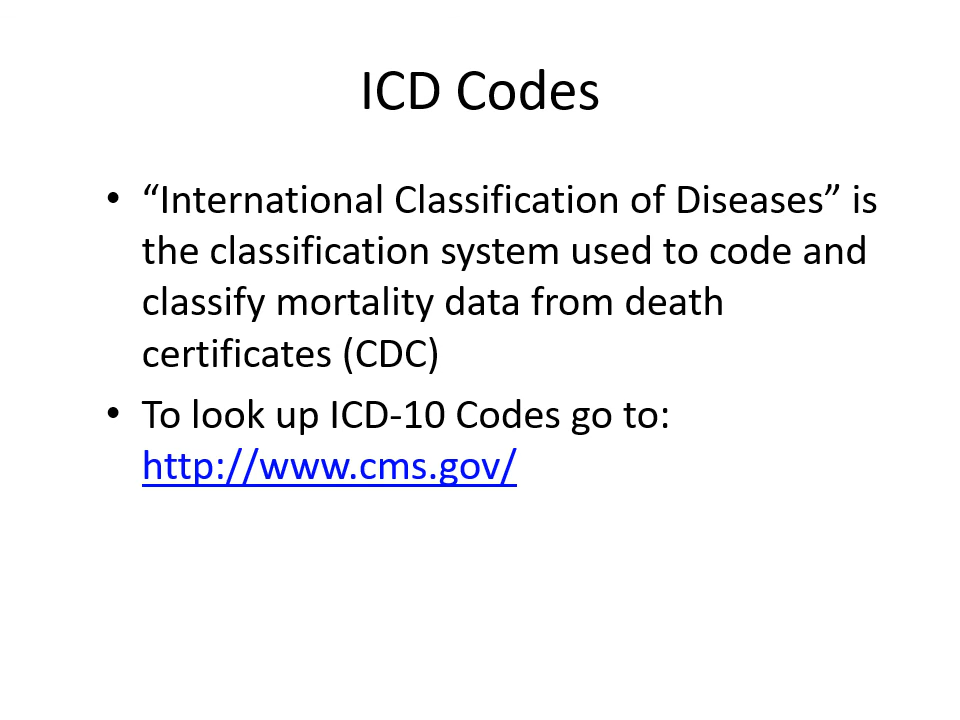 ICD Codes
• “International Classification of Diseases” is
the classification system used to code and
classify mortality data from death
certificates (CDC)
• To look up ICD-10 Codes go to:
http://www.cms.gov/